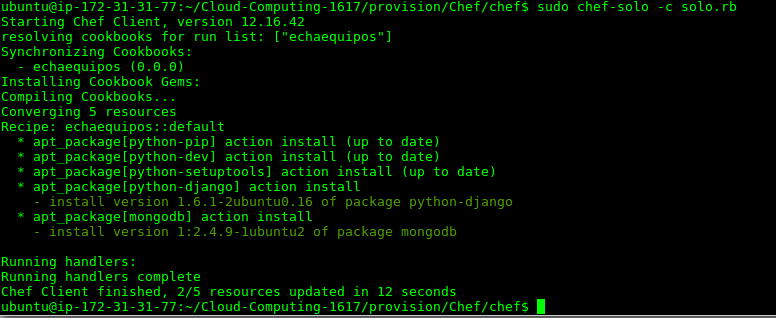 ubuntu@ip-172-31-31-77:~/Cloud-Computing-1617/provision/Chef/chef$ sudo chef-solo -c solo.rb
Starting Chef Client, version 12.16.42
resolving cookbooks for run list: ["echaequipos"]
Synchronizing Cookbooks:
  - echaequipos (0.0.0)
Installing Cookbook Gems:
Compiling Cookbooks...
Converging 5 resources
Recipe: echaequipos::default
  * apt_package[python-pip] action install (up to date)
  * apt_package[python-dev] action install (up to date)
  * apt_package[python-setuptools] action install (up to date)
  * apt_package[python-django] action install
    - install version 1.6.1-2ubuntu0.16 of package python-django
  * apt_package[mongodb] action install
    - install version 1:2.4.9-1ubuntu2 of package mongodb

Running handlers:
Running handlers complete
Chef Client finished, 2/5 resources updated in 12 seconds
ubuntu@ip-172-31-31-77:~/Cloud-Computing-1617/provision/Chef/chef$